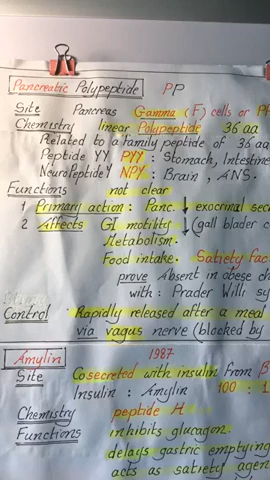 Pancreatic Polypeptide PP
Site Pancreas Gamma (F) cells or
Chemistry linear Polypeptide 36 aa
Related to a family peptide of 36 aa
Peptide YY PYY : Stomach, Intestine
NeuroPeptide Y NPY : Brain, ANS.
Functions not clear
1 Primary action : Panc. ↓ exocrinal sec
2 Affects GI motility ↓ (gall blader c
Metabolism.
Food intake. Satiety fac
prove Absent in obese ch
with : Prader Willi sy
Control Rapidly released after a meal
via vagus nerve (blocked by
Amylin 1987
Site Cosecreted with insulin from β
Insulin : Amylin 100 : 1
Chemistry peptide H
Functions inhibits glucagon.
delays gastric emptying
acts as satiety agen